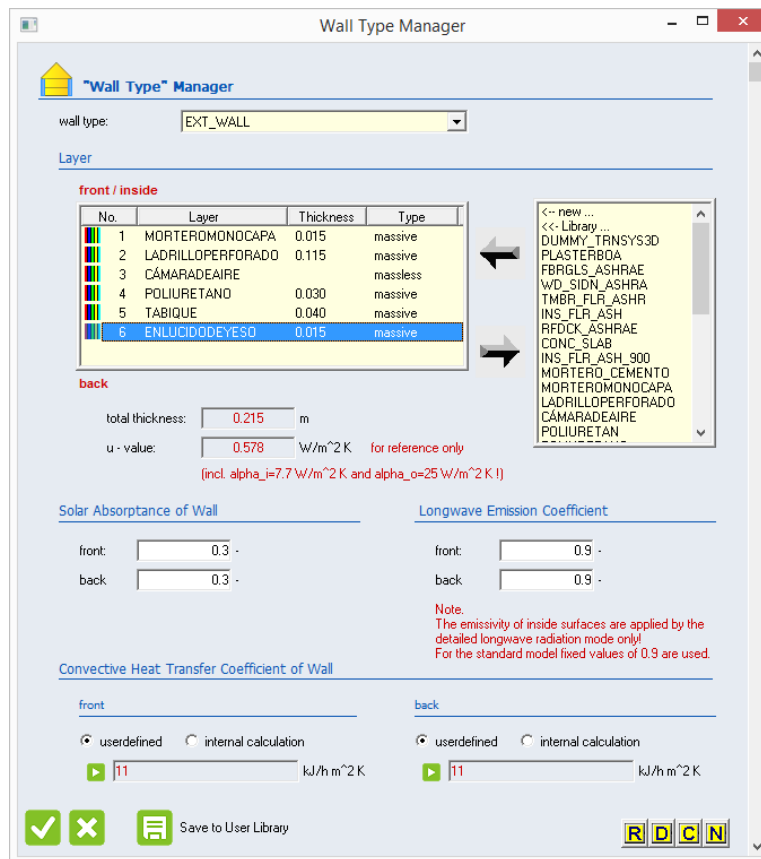 Wall Type Manager
"Wall Type" Manager
wall type: EXT_WALL
Layer
front / inside
No. Layer Thickness Type
1 MORTEROMONOCAPA 0.015 massive
2 LADRILLOPERFORADO 0.115 massive
3 CÁMARADEAIRE massless
4 POLIURETANO 0.030 massive
5 TABIQUE 0.040 massive
6 ENLUCIDODEYESO 0.015 massive
back
<-- new ...
<<- Library ...
DUMMY_TRNSYS3D
PLASTERBOA
FBRGLS_ASHRAE
WD_SIDN_ASHRA
TMBR_FLR_ASHR
INS_FLR_ASH
RFDCK_ASHRAE
CONC_SLAB
INS_FLR_ASH_900
MORTERO_CEMENTO
MORTEROMONOCAPA
LADRILLOPERFORADO
CÁMARADEAIRE
POLIURETAN
total thickness: 0.215 m
u - value: 0.578 W/m^2 K for reference only
(incl. alpha_i=7.7 W/m^2 K and alpha_o=25 W/m^2 K !)
Solar Absorptance of Wall
front: 0.3 -
back 0.3 -
Longwave Emission Coefficient
front: 0.9 -
back 0.9 -
Note.
The emissivity of inside surfaces are applied by the
detailed longwave radiation mode only!
For the standard model fixed values of 0.9 are used.
Convective Heat Transfer Coefficient of Wall
front
userdefined internal calculation
11 kJ/h m^2 K
back
userdefined internal calculation
11 kJ/h m^2 K
Save to User Library
R D C N